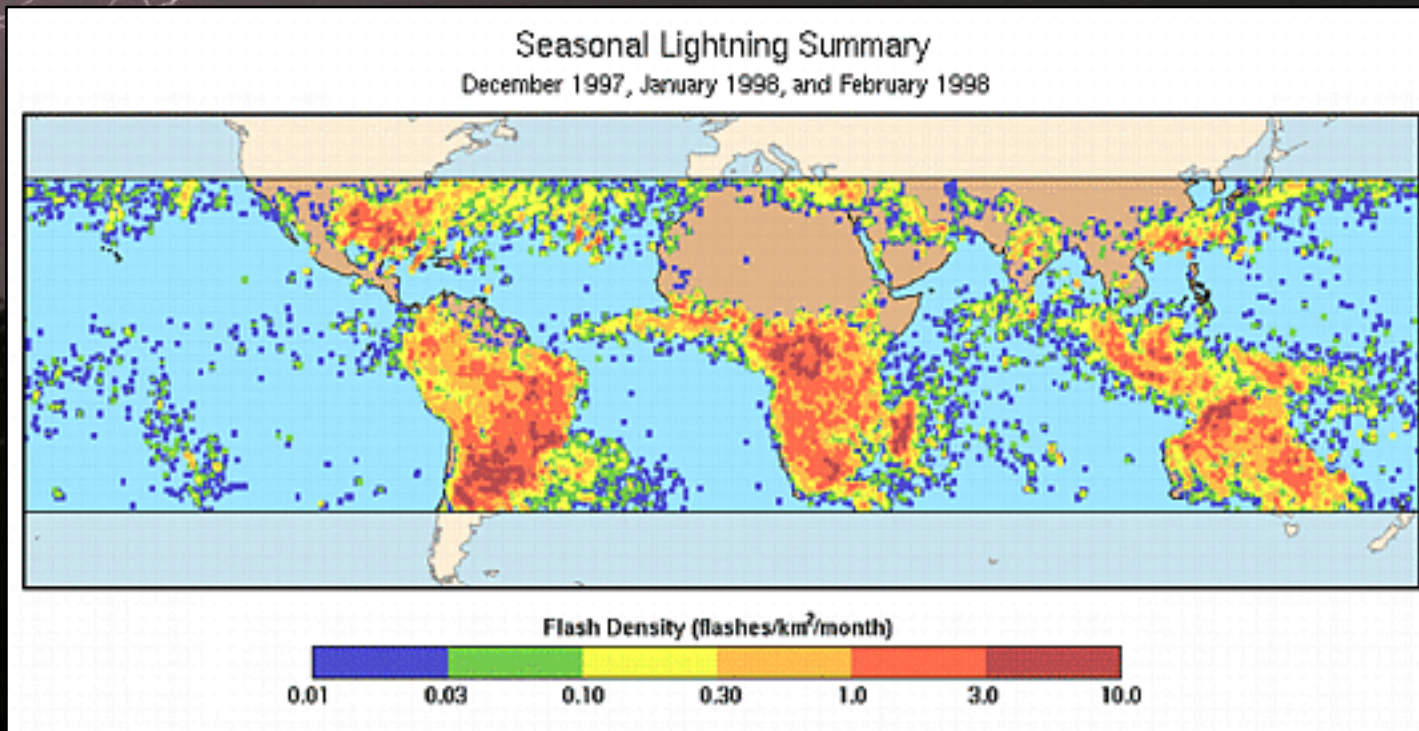 Seasonal Lightning Summary
December 1997, January 1998, and February 1998
Flash Density (flashes/km²/month)
0.01 0.03 0.10 0.30 1.0 3.0 10.0